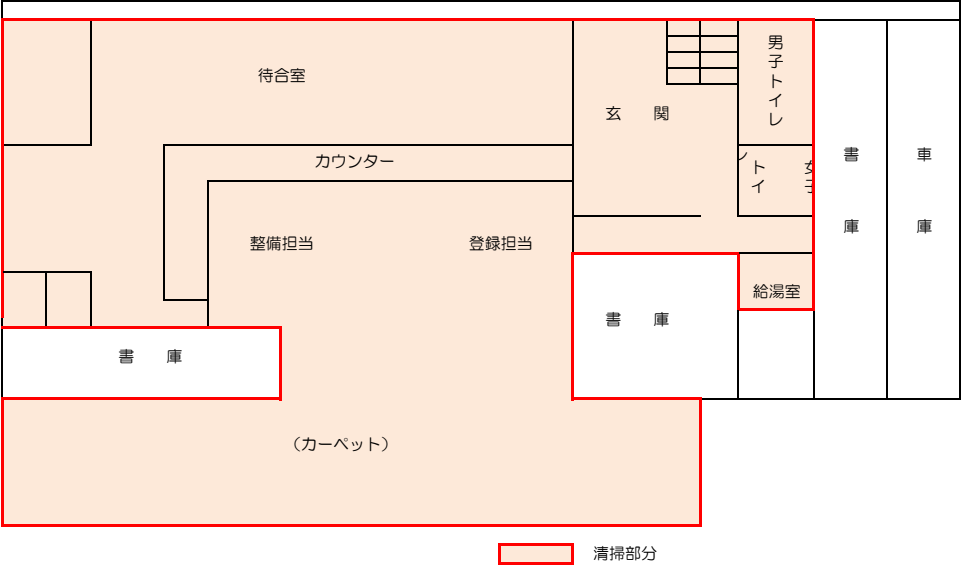 待合室
男子トイレ
玄　関
カウンター
書庫
車庫
女子
トイレ
整備担当
登録担当
給湯室
書　庫
書　庫
（カーペット）
清掃部分